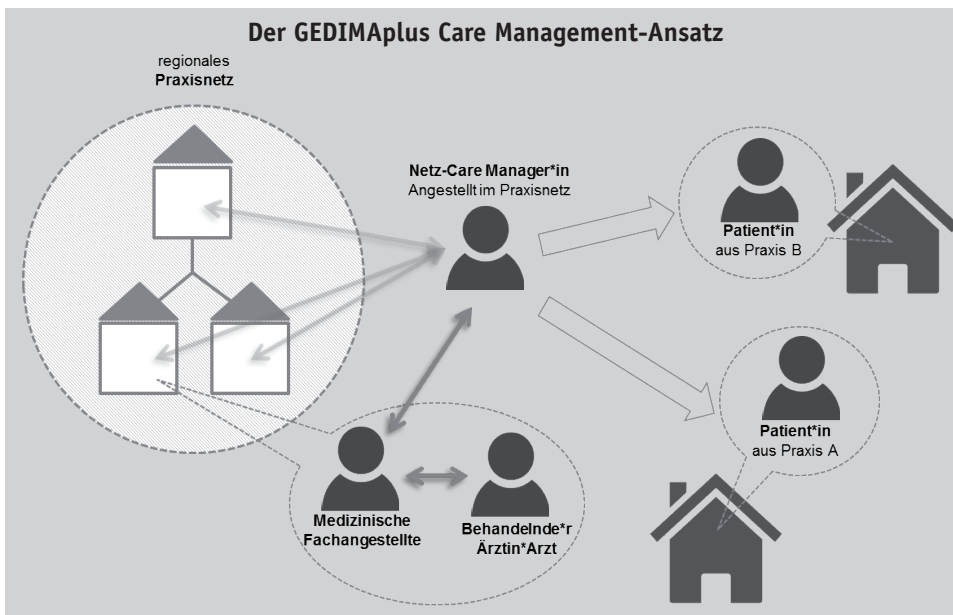 Der GEDIMAplus Care Management-Ansatz
regionales
Praxisnetz
Netz-Care Manager*in
Angestellt im Praxisnetz
Patient*in
aus Praxis B
Patient*in
aus Praxis A
Medizinische
Fachangestellte
Behandelnde*r
Ärztin*Arzt